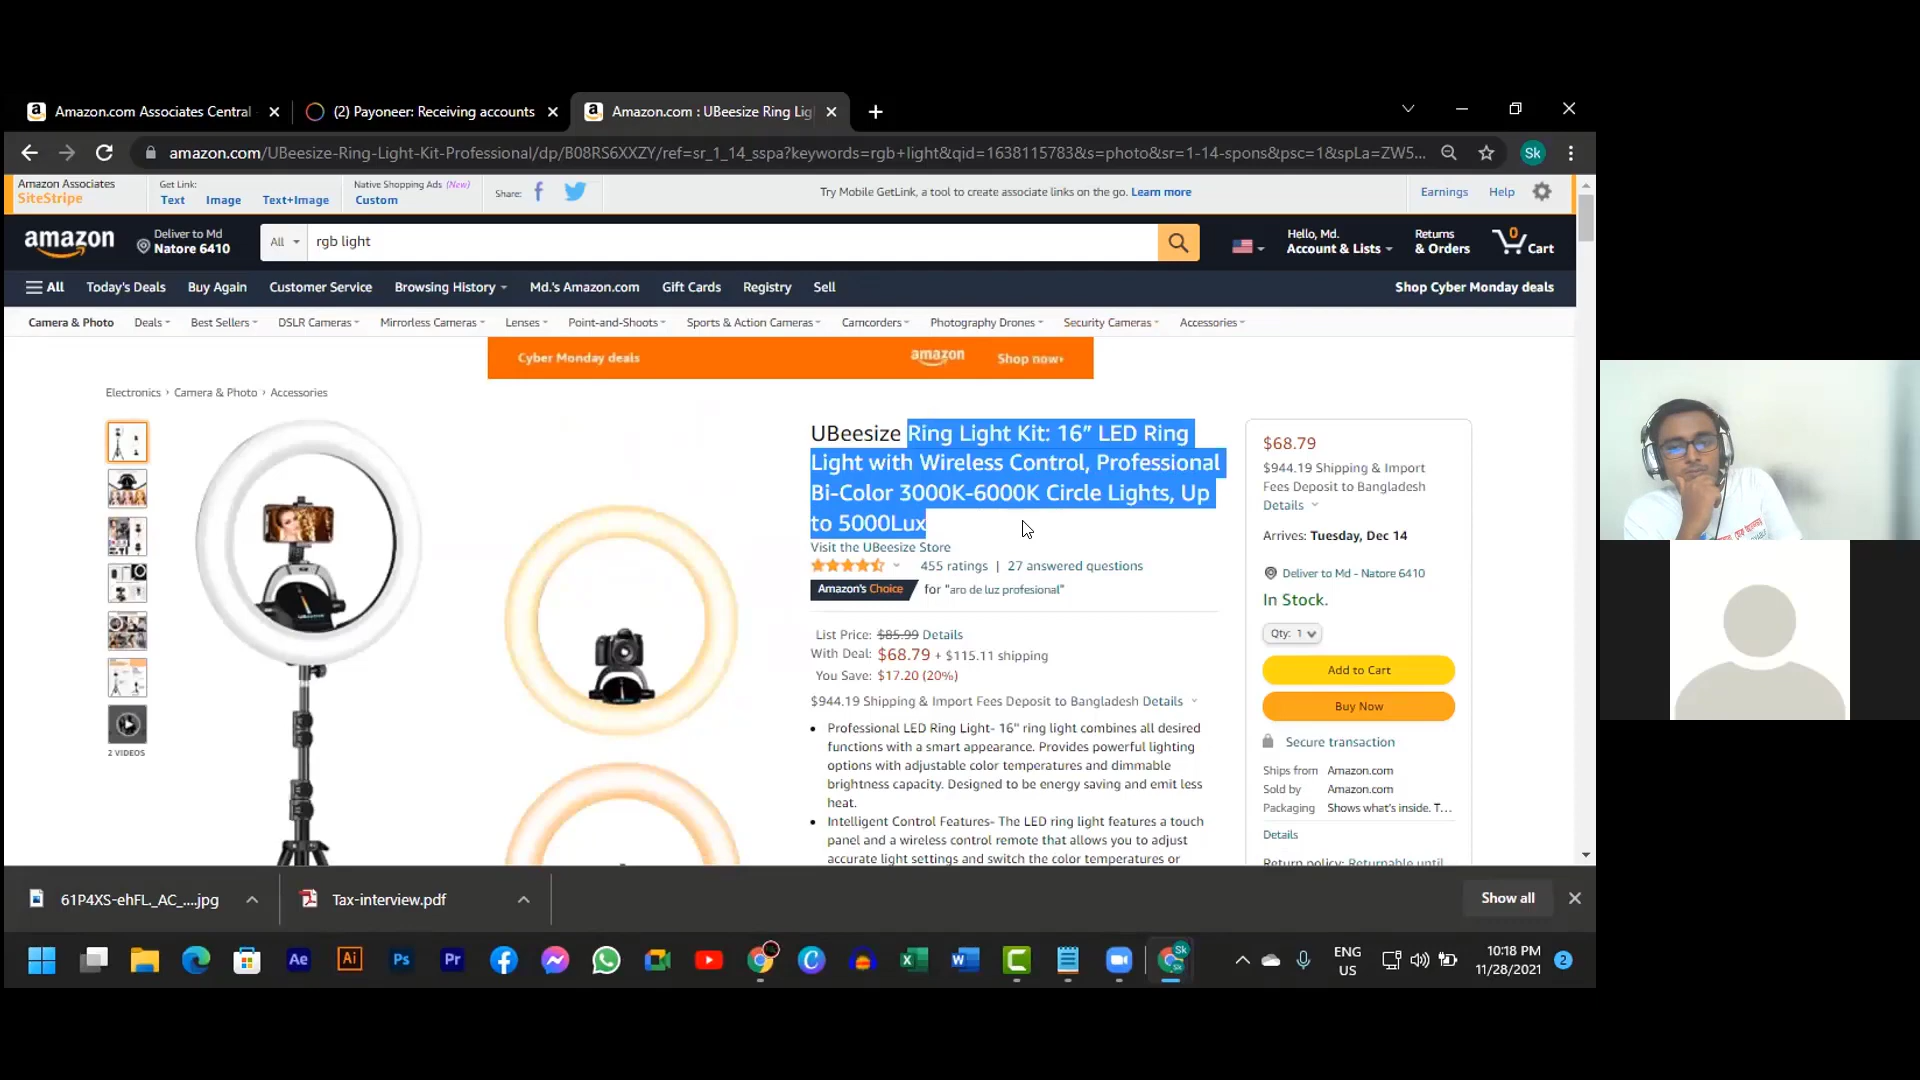 Amazon.com Associates Central
(2) Payoneer: Receiving accounts
Amazon.com : UBeesize Ring Lig
amazon.com/UBeesize-Ring-Light-Kit-Professional/dp/B08RS6XXZY/ref=sr_1_14_sspa?keywords=rgb+light&qid=1638115783&s=photo&sr=1-14-spons&psc=1&spLa=ZW5...
Sk
Amazon Associates
SiteStripe
Get Link:
Text Image Text+Image
Native Shopping Ads (New)
Custom
Share:
Try Mobile GetLink, a tool to create associate links on the go. Learn more
Earnings Help
amazon
Deliver to Md
Natore 6410
All
rgb light
Hello, Md.
Account & Lists
Returns
& Orders
0
Cart
All Today's Deals Buy Again Customer Service Browsing History Md.'s Amazon.com Gift Cards Registry Sell
Shop Cyber Monday deals
Camera & Photo Deals Best Sellers DSLR Cameras Mirrorless Cameras Lenses Point-and-Shoots Sports & Action Cameras Camcorders Photography Drones Security Cameras Accessories
Cyber Monday deals amazon Shop now
Electronics › Camera & Photo › Accessories
2 VIDEOS
UBeesize Ring Light Kit: 16” LED Ring
Light with Wireless Control, Professional
Bi-Color 3000K-6000K Circle Lights, Up
to 5000Lux
Visit the UBeesize Store
455 ratings | 27 answered questions
Amazon's Choice for "aro de luz profesional"
List Price: $85.99 Details
With Deal: $68.79 + $115.11 shipping
You Save: $17.20 (20%)
$944.19 Shipping & Import Fees Deposit to Bangladesh Details
• Professional LED Ring Light- 16" ring light combines all desired
functions with a smart appearance. Provides powerful lighting
options with adjustable color temperatures and dimmable
brightness capacity. Designed to be energy saving and emit less
heat.
• Intelligent Control Features- The LED ring light features a touch
panel and a wireless control remote that allows you to adjust
accurate light settings and switch the color temperatures or
$68.79
$944.19 Shipping & Import
Fees Deposit to Bangladesh
Details
Arrives: Tuesday, Dec 14
Deliver to Md - Natore 6410
In Stock.
Qty: 1
Add to Cart
Buy Now
Secure transaction
Ships from Amazon.com
Sold by Amazon.com
Packaging Shows what's inside. T...
Details
Return policy: Returnable until
61P4XS-ehFL._AC_....jpg
Tax-interview.pdf
Show all
Ae Ai Ps Pr
ENG
US
10:18 PM
11/28/2021
2